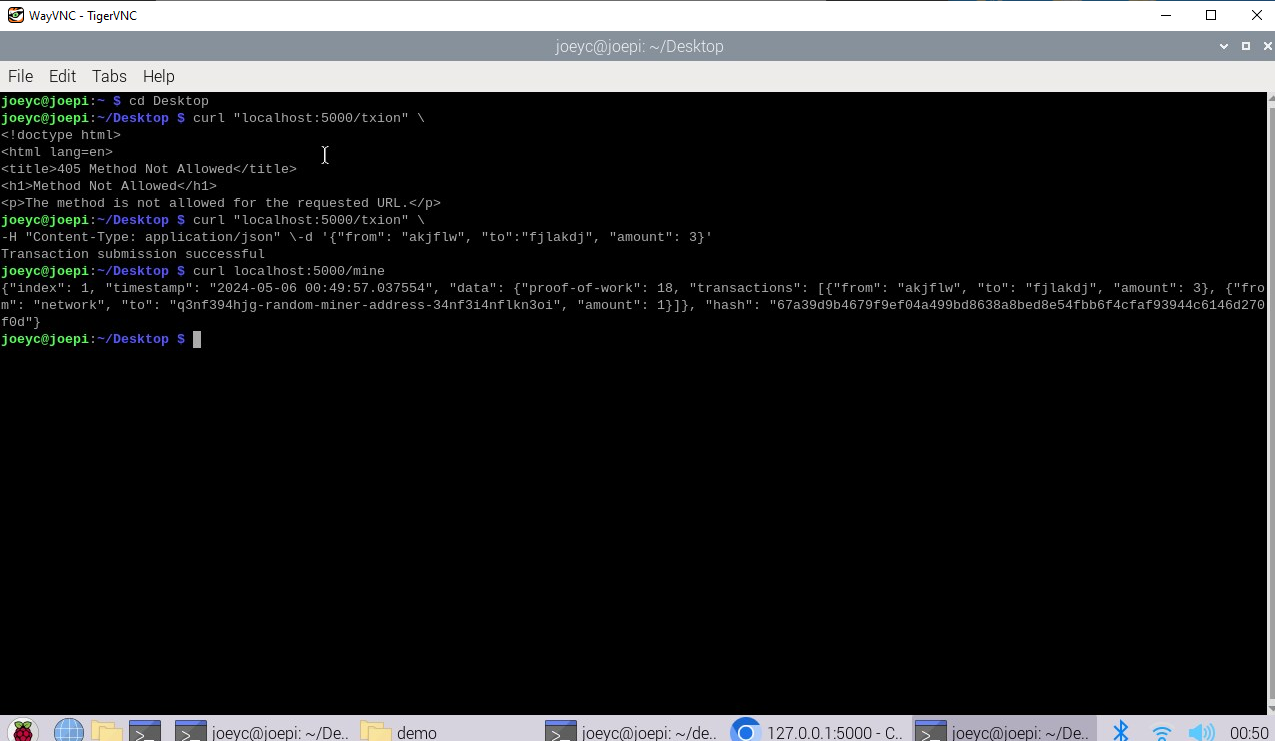 WayVNC - TigerVNC
joeyc@joepi: ~/Desktop
File Edit Tabs Help
joeyc@joepi:~ $ cd Desktop
joeyc@joepi:~/Desktop $ curl "localhost:5000/txion" \
<!doctype html>
<html lang=en>
<title>405 Method Not Allowed</title>
<h1>Method Not Allowed</h1>
<p>The method is not allowed for the requested URL.</p>
joeyc@joepi:~/Desktop $ curl "localhost:5000/txion" \
-H "Content-Type: application/json" \-d '{"from": "akjflw", "to":"fjlakdj", "amount": 3}'
Transaction submission successful
joeyc@joepi:~/Desktop $ curl localhost:5000/mine
{"index": 1, "timestamp": "2024-05-06 00:49:57.037554", "data": {"proof-of-work": 18, "transactions": [{"from": "akjflw", "to": "fjlakdj", "amount": 3}, {"fro
m": "network", "to": "q3nf394hjg-random-miner-address-34nf3i4nflkn3oi", "amount": 1}]}, "hash": "67a39d9b4679f9ef04a499bd8638a8bed8e54fbb6f4cfaf93944c6146d270
f0d"}
joeyc@joepi:~/Desktop $
joeyc@joepi: ~/De.. demo joeyc@joepi: ~/de.. 127.0.0.1:5000 - C.. joeyc@joepi: ~/De.. 00:50